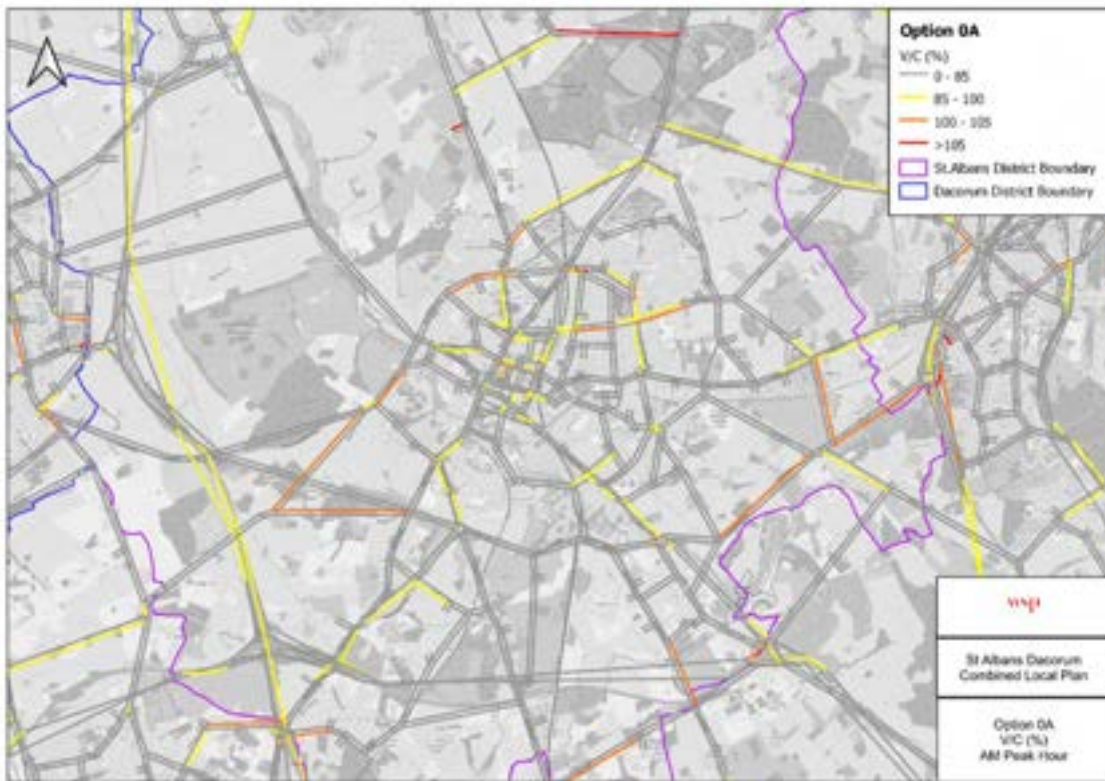 Option 0A
V/C (%)
0 - 85
85 - 100
100 - 105
>105
St.Albans District Boundary
Dacorum District Boundary
wsp
St Albans Dacorum
Combined Local Plan
Option 0A
V/C (%)
AM Peak Hour